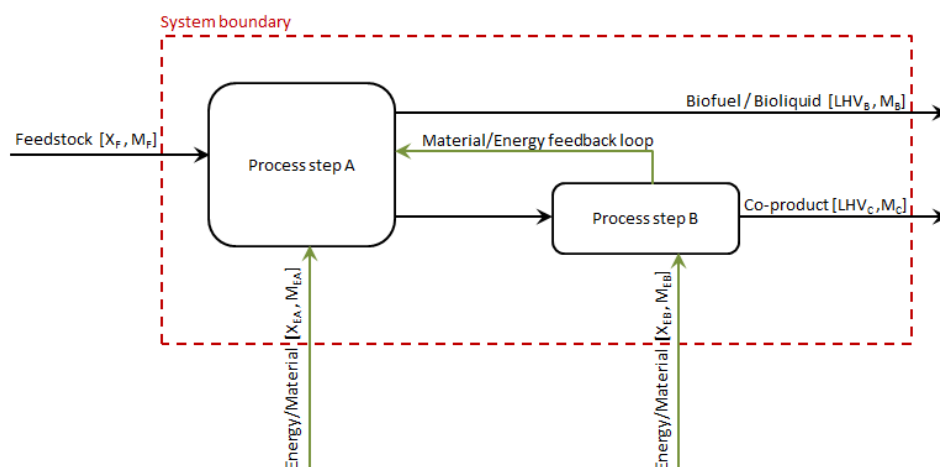 System boundary
Biofuel / Bioliquid [LHV_B, M_B]
Feedstock [X_F, M_F]
Material/Energy feedback loop
Process step A
Co-product [LHV_C, M_C]
Process step B
Energy/Material [X_EA, M_EA]
Energy/Material [X_EB, M_EB]